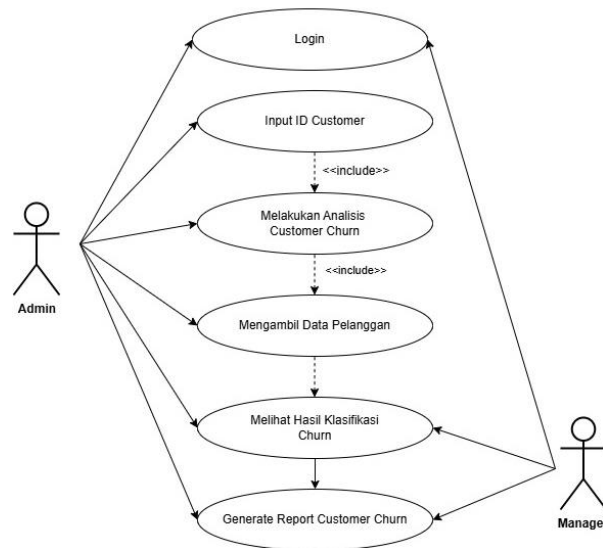 Login
Input ID Customer
<<include>>
Melakukan Analisis
Customer Churn
<<include>>
Admin
Mengambil Data Pelanggan
Melihat Hasil Klasifikasi
Churn
Generate Report Customer Churn
Manage